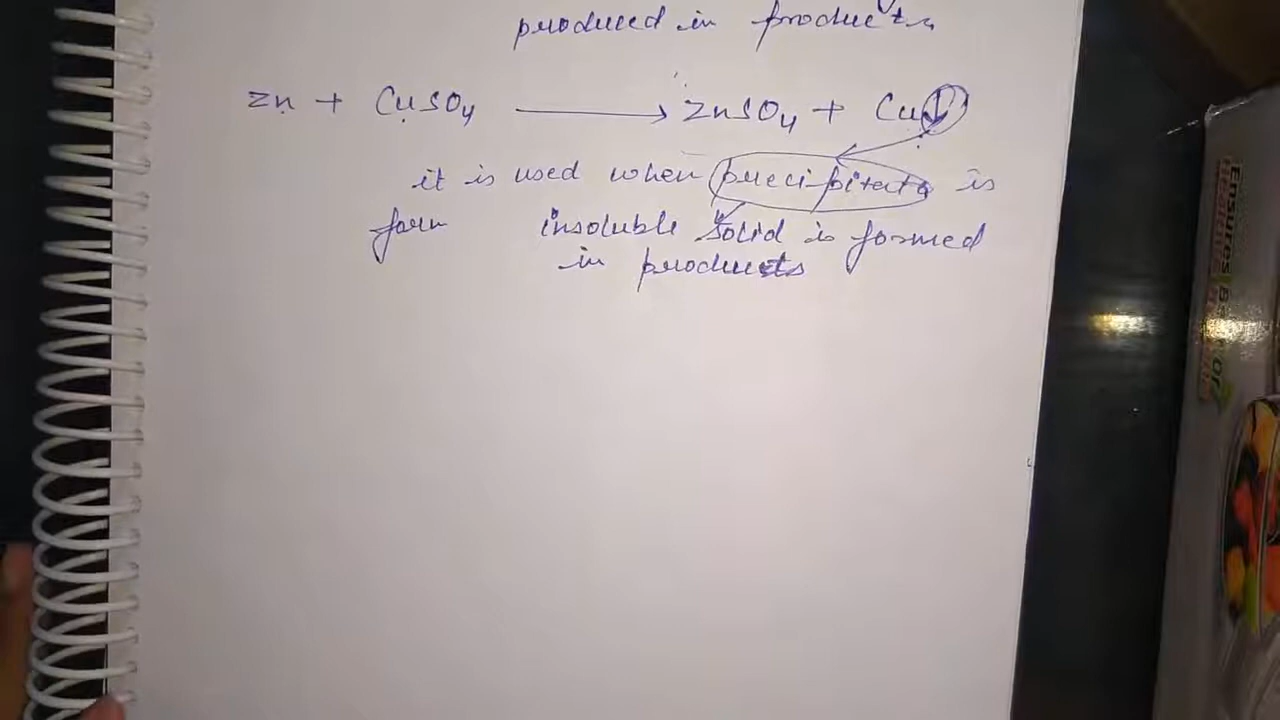 produced in products
Zn + CuSO4 → ZnSO4 + Cu↓
it is used when precipitate is
form insoluble solid is formed
in products
Ensures